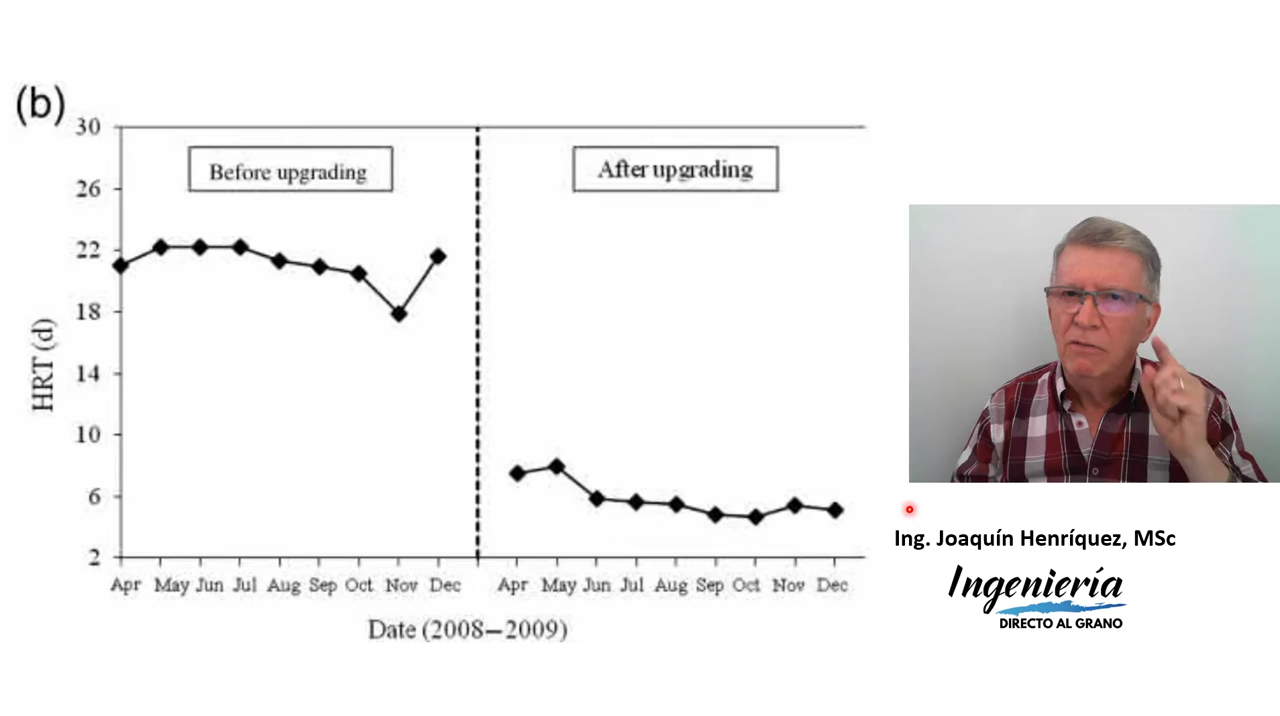 (b)
30
26
22
18
14
10
6
2
HRT (d)
Before upgrading
After upgrading
Apr May Jun Jul Aug Sep Oct Nov Dec Apr May Jun Jul Aug Sep Oct Nov Dec
Date (2008–2009)
Ing. Joaquín Henríquez, MSc
Ingeniería
DIRECTO AL GRANO